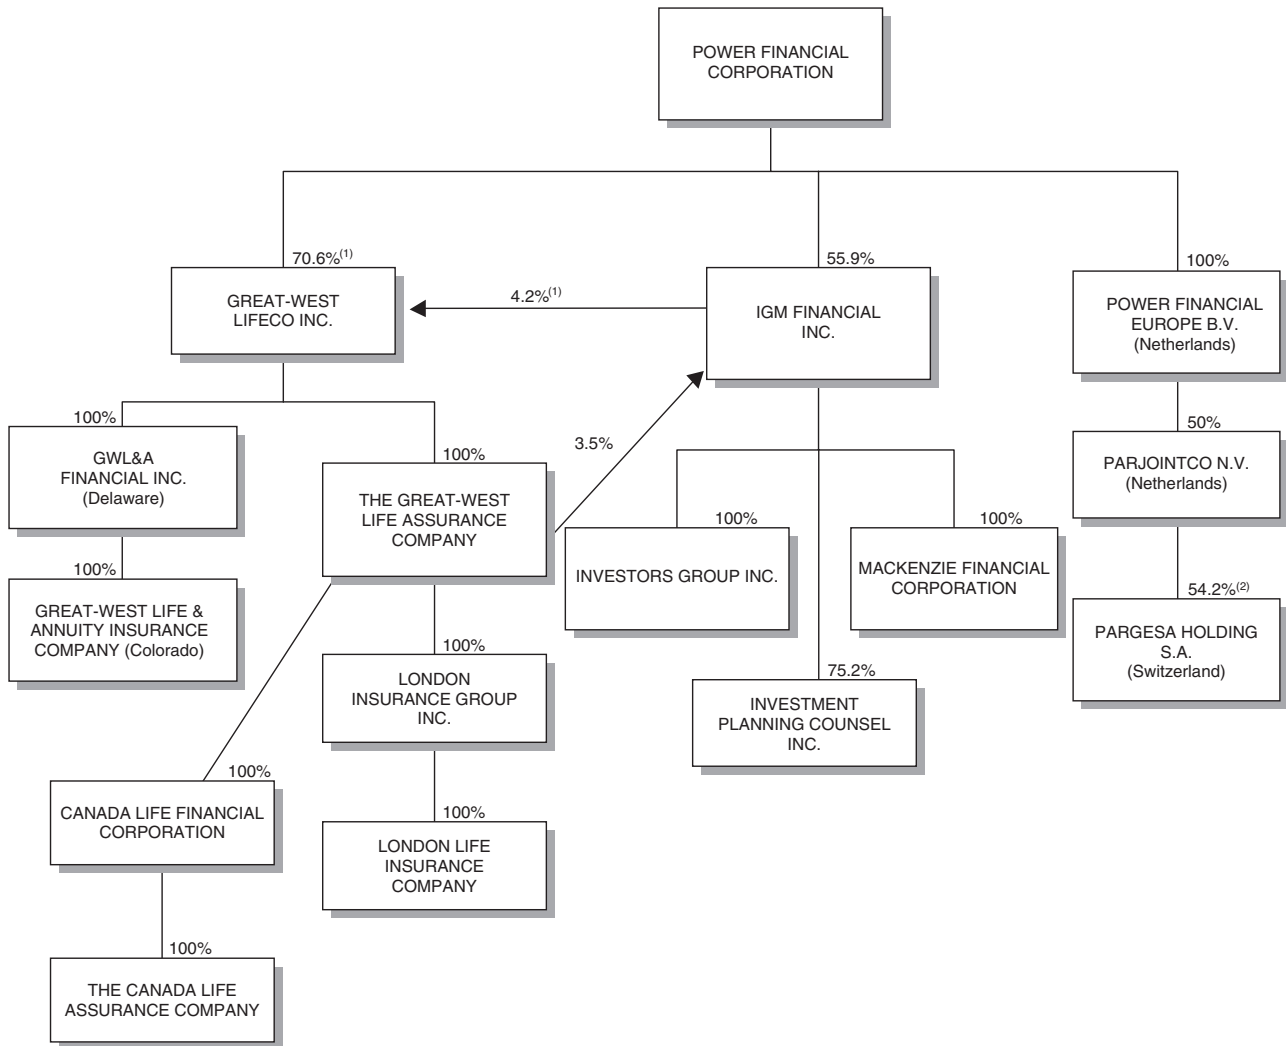 POWER FINANCIAL
CORPORATION
70.6%(1)
55.9%
100%
GREAT-WEST
LIFECO INC.
4.2%(1)
IGM FINANCIAL
INC.
POWER FINANCIAL
EUROPE B.V.
(Netherlands)
100%
GWL&A
FINANCIAL INC.
(Delaware)
100%
THE GREAT-WEST
LIFE ASSURANCE
COMPANY
3.5%
50%
PARJOINTCO N.V.
(Netherlands)
100%
INVESTORS GROUP INC.
100%
MACKENZIE FINANCIAL
CORPORATION
100%
GREAT-WEST LIFE &
ANNUITY INSURANCE
COMPANY (Colorado)
54.2%(2)
PARGESA HOLDING
S.A.
(Switzerland)
100%
LONDON
INSURANCE GROUP
INC.
75.2%
INVESTMENT
PLANNING COUNSEL
INC.
100%
CANADA LIFE FINANCIAL
CORPORATION
100%
LONDON LIFE
INSURANCE
COMPANY
100%
THE CANADA LIFE
ASSURANCE COMPANY